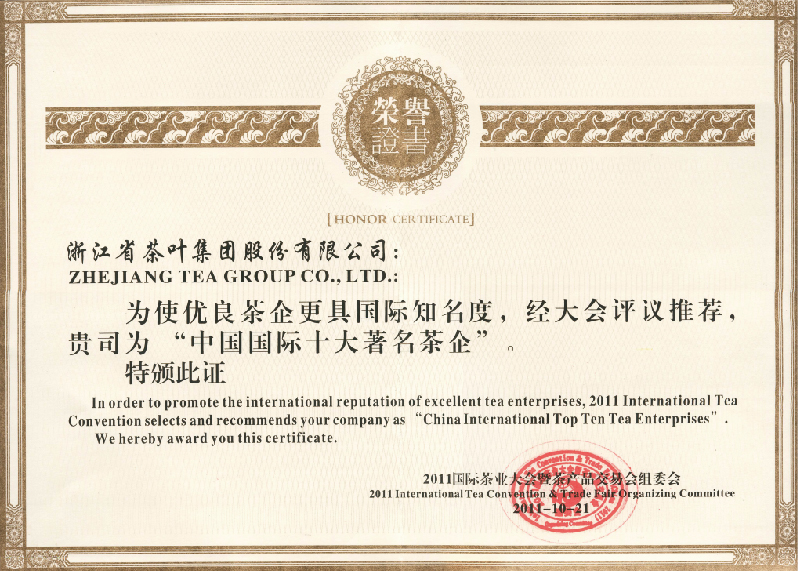 榮譽
證書
[HONOR CERTIFICATE]
浙江省茶叶集团股份有限公司:
ZHEJIANG TEA GROUP CO., LTD.:
为使优良茶企更具国际知名度，经大会评议推荐，
贵司为“中国国际十大著名茶企”。
特颁此证
In order to promote the international reputation of excellent tea enterprises, 2011 International Tea
Convention selects and recommends your company as “China International Top Ten Tea Enterprises”.
We hereby award you this certificate.
2011国际茶业大会暨茶产品交易会组委会
2011 International Tea Convention & Trade Fair Organizing Committee
2011-10-21